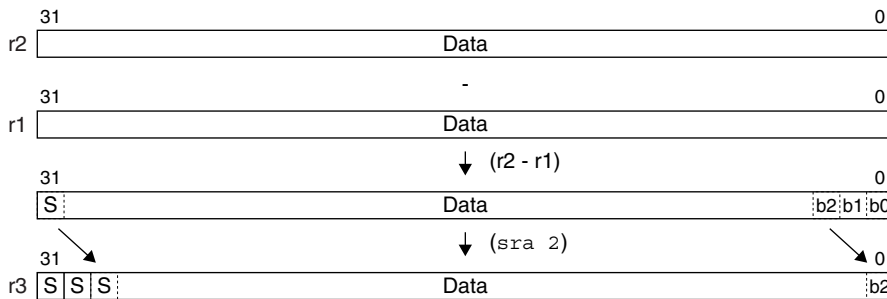 31 0
r2 Data
-
31 0
r1 Data
(r2 - r1)
31 0
S Data b2 b1 b0
(sra 2)
31 0
r3 S S S Data b2